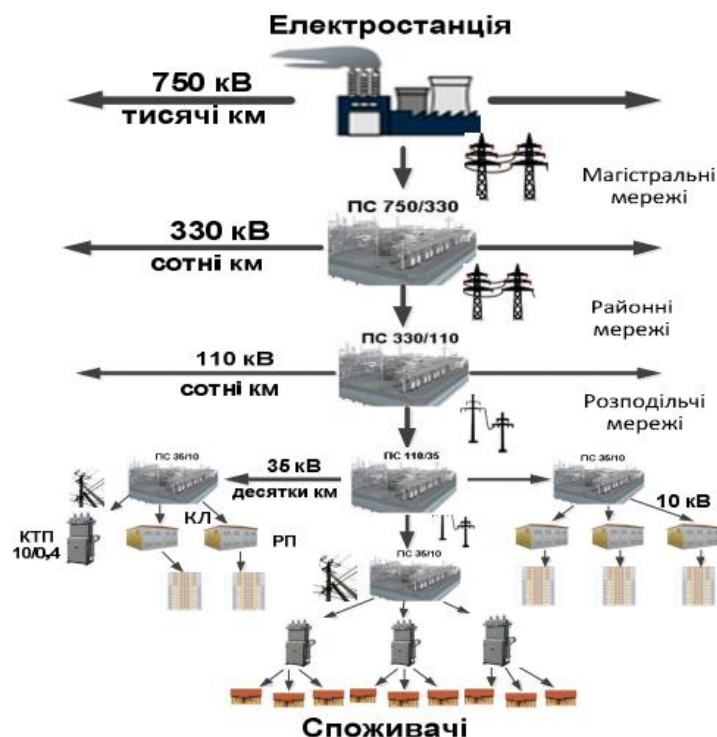 Електростанція
750 кВ
тисячі км
Магістральні
мережі
ПС 750/330
330 кВ
сотні км
Районні
мережі
ПС 330/110
110 кВ
сотні км
Розподільчі
мережі
ПС 35/10
35 кВ
десятки км
ПС 110/35
ПС 35/10
10 кВ
КЛ
КТП
10/0,4
РП
ПС 35/10
Споживачі